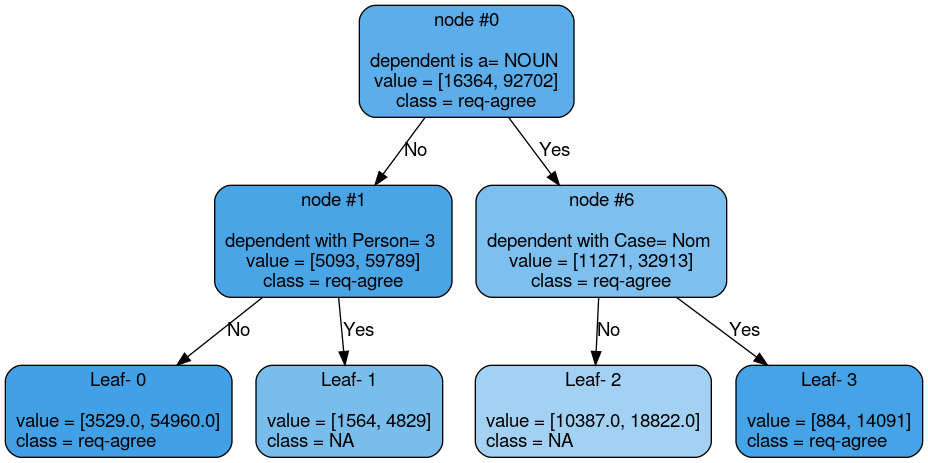 node #0
dependent is a= NOUN
value = [16364, 92702]
class = req-agree
No
Yes
node #1
dependent with Person= 3
value = [5093, 59789]
class = req-agree
node #6
dependent with Case= Nom
value = [11271, 32913]
class = req-agree
No
Yes
No
Yes
Leaf- 0
value = [3529.0, 54960.0]
class = req-agree
Leaf- 1
value = [1564, 4829]
class = NA
Leaf- 2
value = [10387.0, 18822.0]
class = NA
Leaf- 3
value = [884, 14091]
class = req-agree